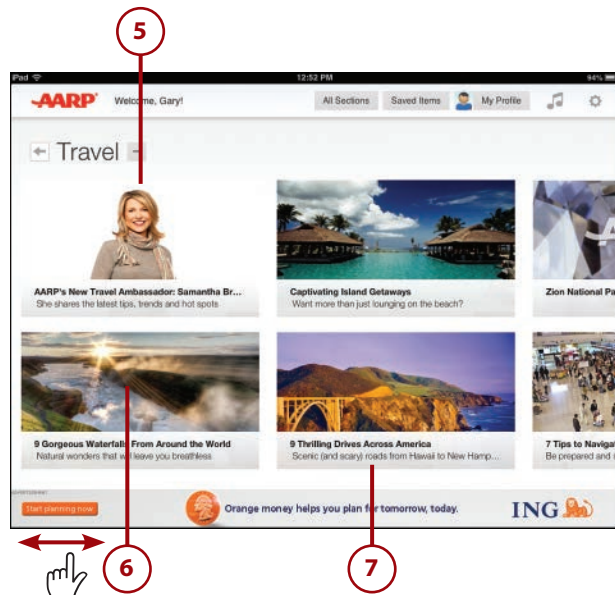 5
iPad 12:52 PM 94%
AARP Welcome, Gary! All Sections Saved Items My Profile
Travel
AARP's New Travel Ambassador: Samantha Br...
She shares the latest tips, trends and hot spots
Captivating Island Getaways
Want more than just lounging on the beach?
Zion National Pa
9 Gorgeous Waterfalls From Around the World
Natural wonders that will leave you breathless
9 Thrilling Drives Across America
Scenic (and scary) roads from Hawaii to New Hamp...
7 Tips to Navigat
Be prepared and
ADVERTISEMENT
Start planning now Orange money helps you plan for tomorrow, today. ING
6 7